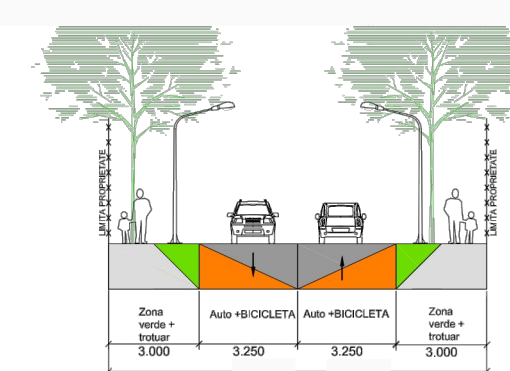 LIMITA PROPRIETATE
LIMITA PROPRIETATE
Zona
verde +
trotuar
3.000
Auto +BICICLETA
3.250
Auto +BICICLETA
3.250
Zona
verde +
trotuar
3.000